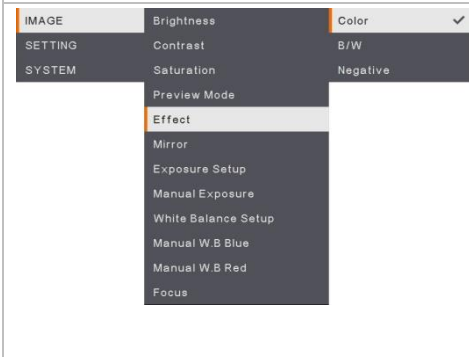 IMAGE
SETTING
SYSTEM
Brightness
Contrast
Saturation
Preview Mode
Effect
Mirror
Exposure Setup
Manual Exposure
White Balance Setup
Manual W.B Blue
Manual W.B Red
Focus
Color
B/W
Negative